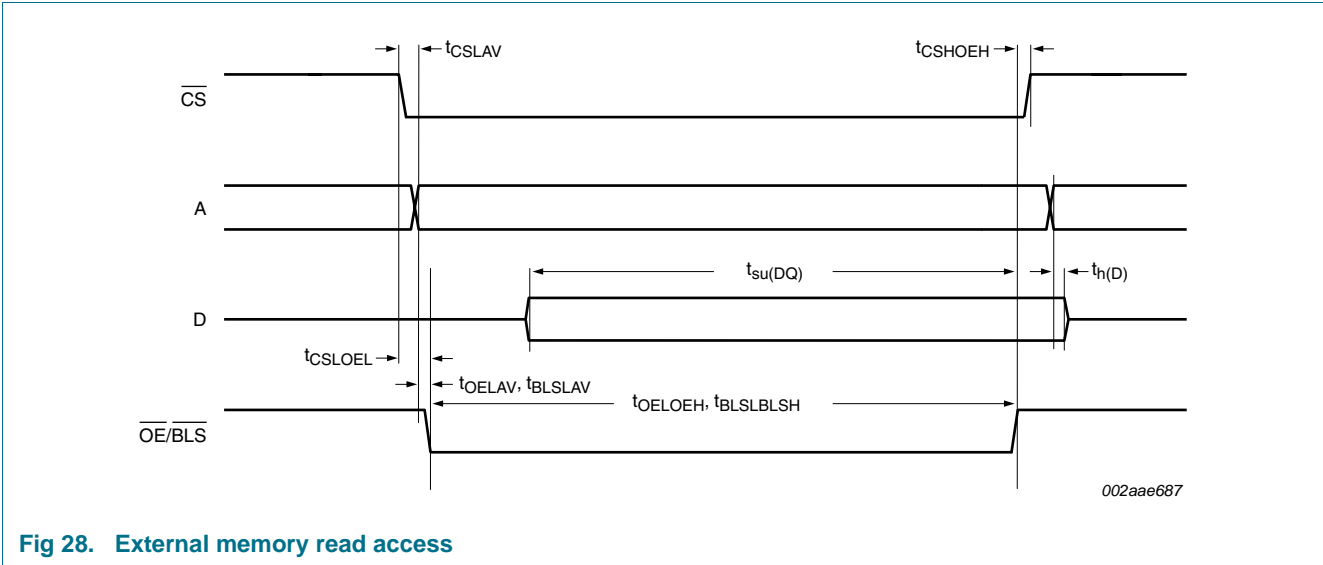 tCSLAV
tCSHOEH
CS
A
tsu(DQ)
th(D)
D
tCSLOEL
tOELAV, tBLSLAV
tOELOEH, tBLSLBLSH
OE/BLS
002aae687
Fig 28. External memory read access